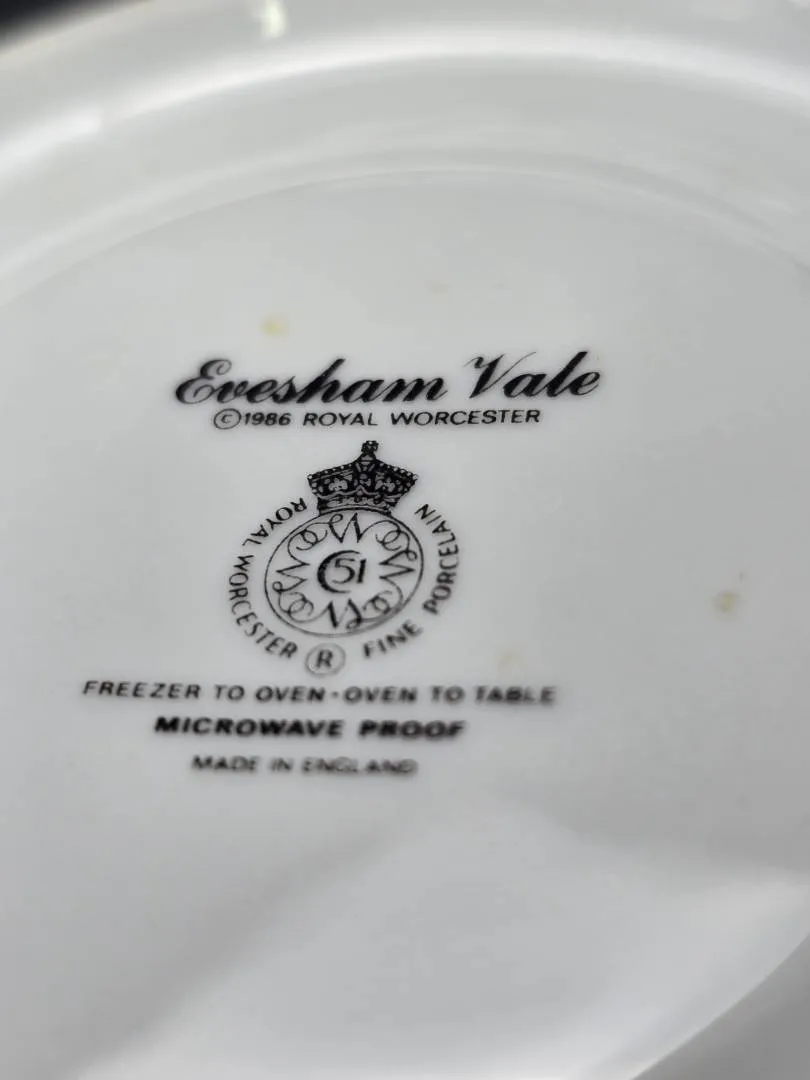 Evesham Vale
©1986 ROYAL WORCESTER
ROYAL WORCESTER ® FINE PORCELAIN
51
FREEZER TO OVEN·OVEN TO TABLE
MICROWAVE PROOF
MADE IN ENGLAND